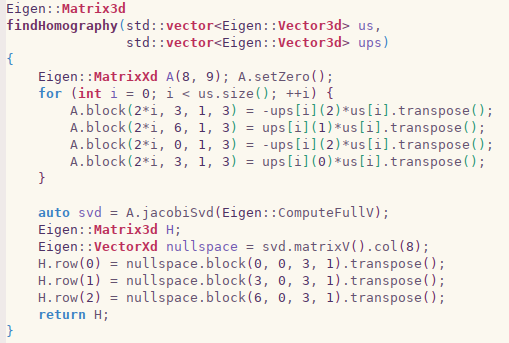 Eigen::Matrix3d
findHomography(std::vector<Eigen::Vector3d> us,
               std::vector<Eigen::Vector3d> ups)
{
    Eigen::MatrixXd A(8, 9); A.setZero();
    for (int i = 0; i < us.size(); ++i) {
        A.block(2*i, 3, 1, 3) = -ups[i](2)*us[i].transpose();
        A.block(2*i, 6, 1, 3) = ups[i](1)*us[i].transpose();
        A.block(2*i, 0, 1, 3) = -ups[i](2)*us[i].transpose();
        A.block(2*i, 3, 1, 3) = ups[i](0)*us[i].transpose();
    }

    auto svd = A.jacobiSvd(Eigen::ComputeFullV);
    Eigen::Matrix3d H;
    Eigen::VectorXd nullspace = svd.matrixV().col(8);
    H.row(0) = nullspace.block(0, 0, 3, 1).transpose();
    H.row(1) = nullspace.block(3, 0, 3, 1).transpose();
    H.row(2) = nullspace.block(6, 0, 3, 1).transpose();
    return H;
}